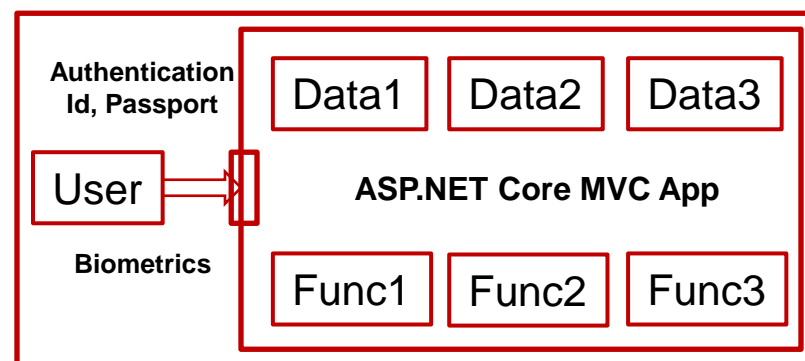 Authentication
Id, Passport
User
Biometrics
Data1
Data2
Data3
ASP.NET Core MVC App
Func1
Func2
Func3